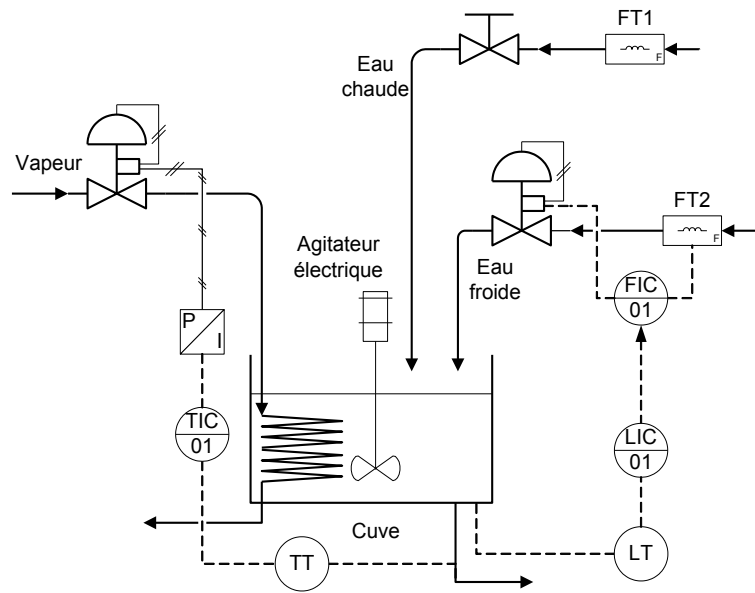 FT1
F
Eau
chaude
Vapeur
FT2
F
Agitateur
électrique
Eau
froide
FIC
01
P
I
TIC
01
LIC
01
Cuve
TT
LT